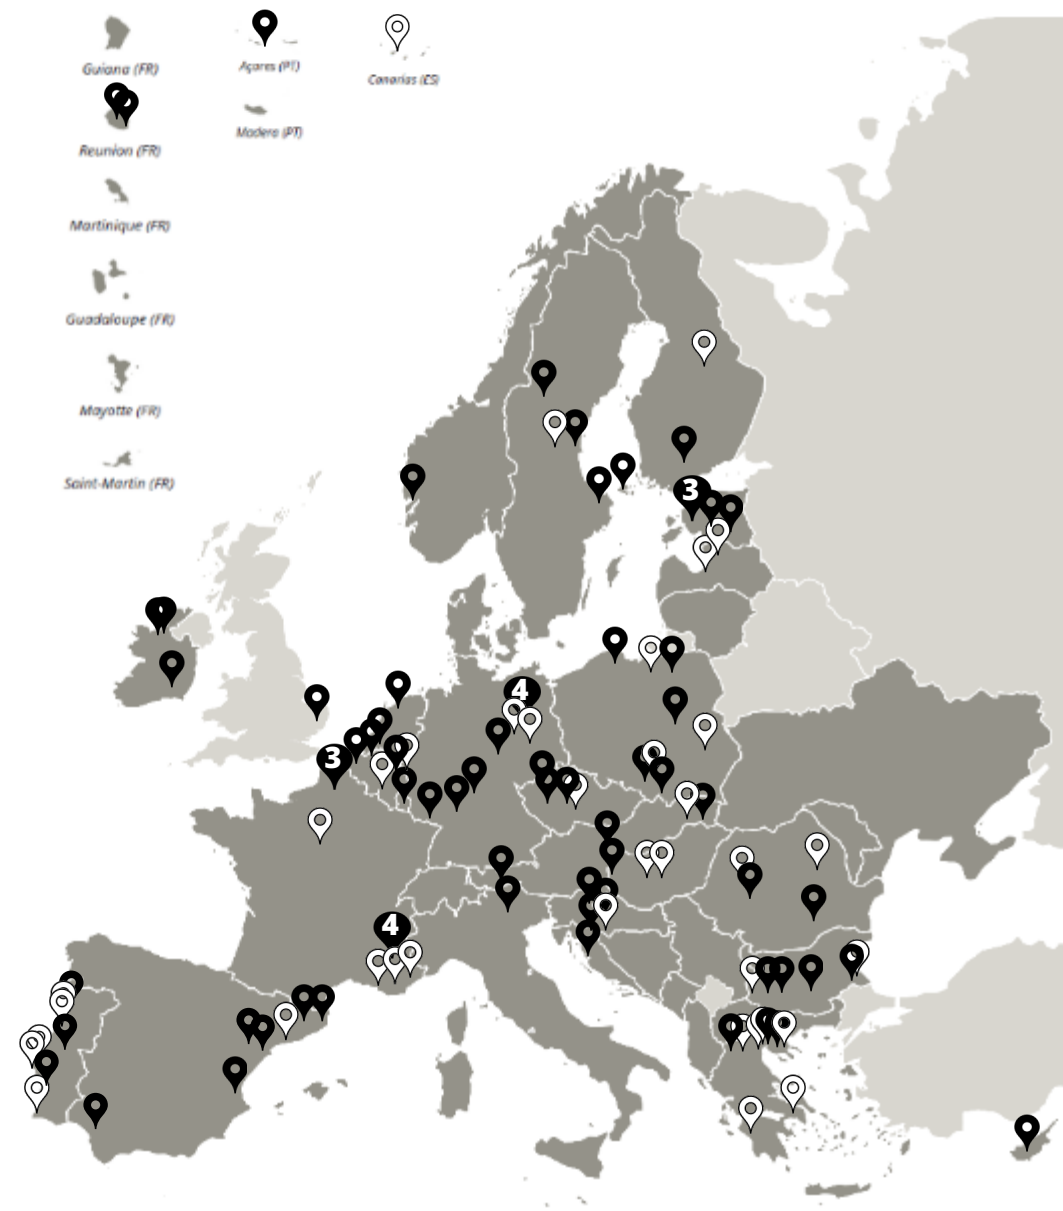 Guiana (FR)
Açores (PT)
Canarias (ES)
Reunion (FR)
Madera (PT)
Martinique (FR)
Guadaloupe (FR)
Mayotte (FR)
Saint-Martin (FR)
3
4
3
4